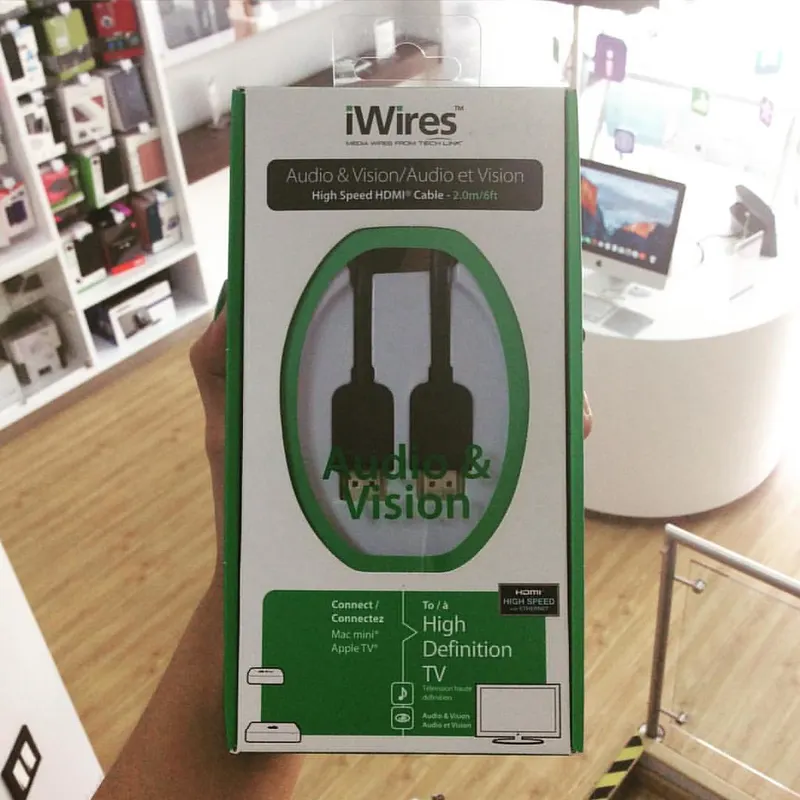 iWires™
MEDIA WIRES FROM TECH LINK
Audio & Vision/Audio et Vision
High Speed HDMI® Cable - 2.0m/6ft
Audio &
Vision
Connect /
Connectez
Mac mini®
Apple TV®
To / à
High
Definition
TV
Télévision haute
définition
Audio & Vision
Audio et Vision
HDMI
HIGH SPEED
with ETHERNET